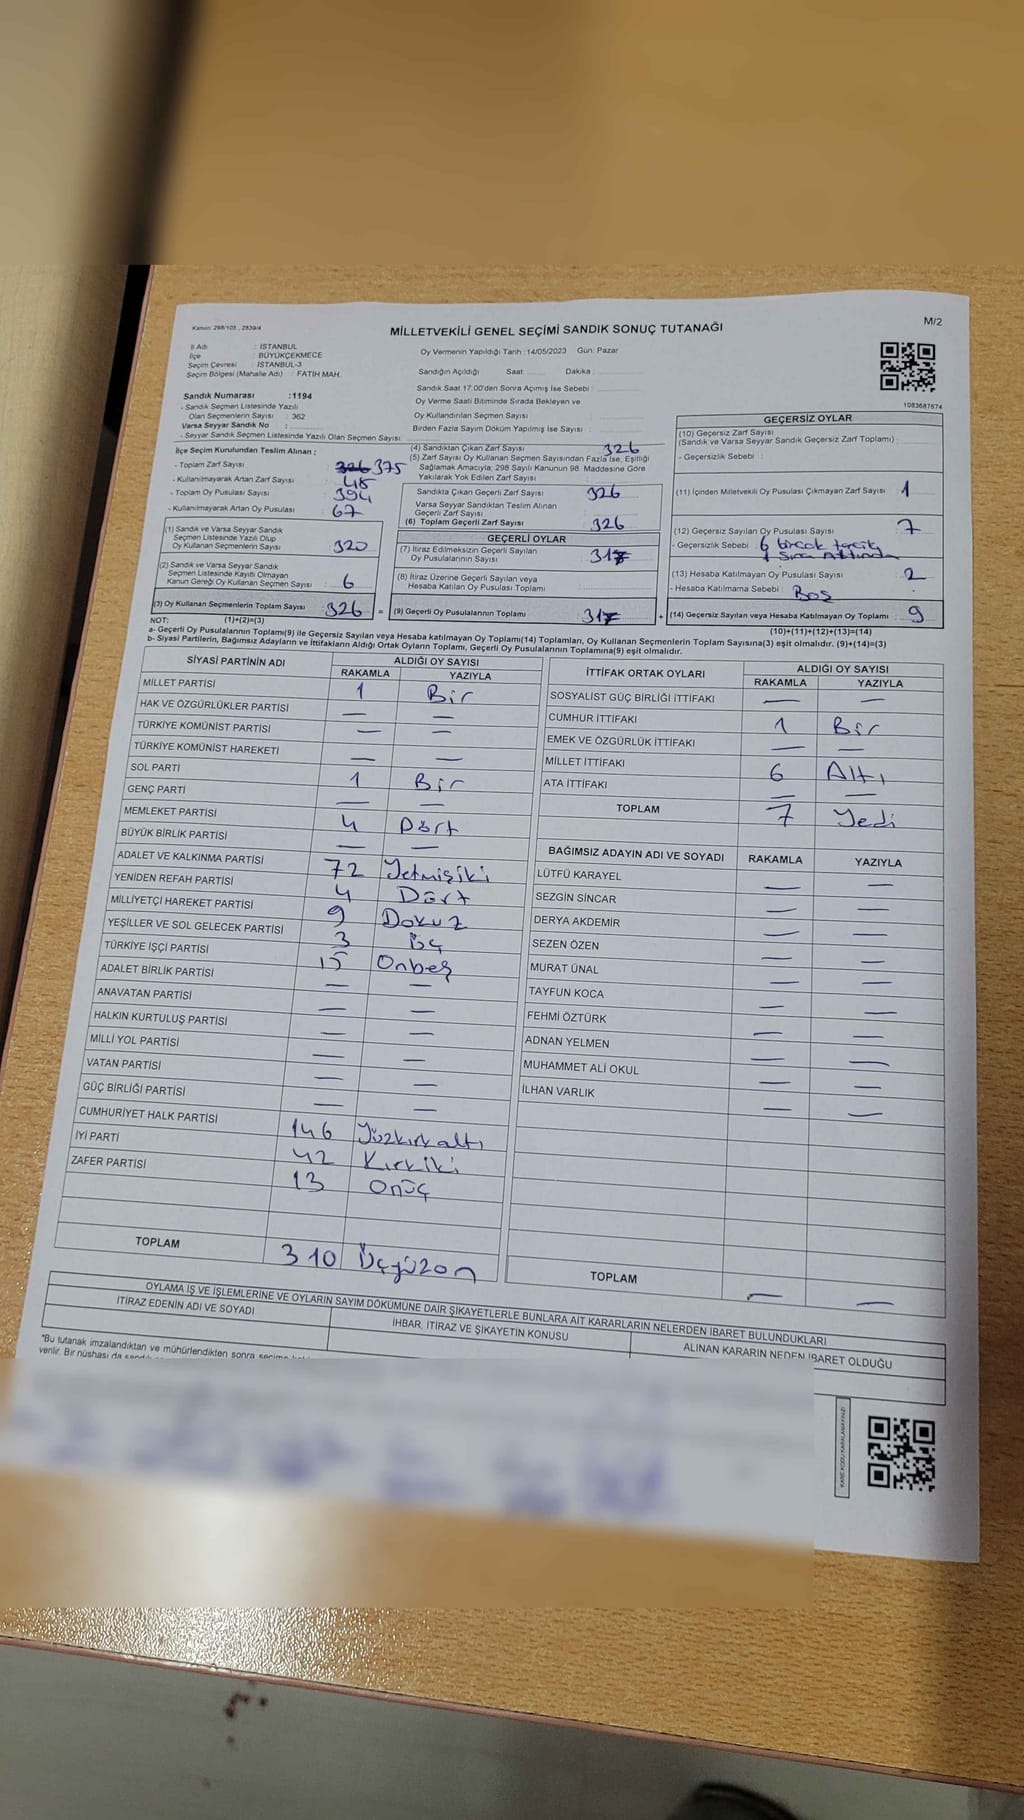 Kanun: 298/105 , 2839/4
MİLLETVEKİLİ GENEL SEÇİMİ SANDIK SONUÇ TUTANAĞI
M/2
İl Adı : İSTANBUL
İlçe : BÜYÜKÇEKMECE
Seçim Çevresi : İSTANBUL-3
Seçim Bölgesi (Mahalle Adı) : FATİH MAH.
Oy Vermenin Yapıldığı Tarih : 14/05/2023 Gün: Pazar
Sandığın Açıldığı Saat: Dakika :
Sandık Saat 17:00'den Sonra Açımış İse Sebebi :
Oy Verme Saati Bitiminde Sırada Bekleyen ve
Oy Kullandırılan Seçmen Sayısı :
Birden Fazla Sayım Döküm Yapılmış İse Sayısı :
1083687674
Sandık Numarası :1194
- Sandık Seçmen Listesinde Yazılı
Olan Seçmenlerin Sayısı : 362
Varsa Seyyar Sandık No :
- Seyyar Sandık Seçmen Listesinde Yazılı Olan Seçmen Sayısı:
İlçe Seçim Kurulundan Teslim Alınan ;
- Toplam Zarf Sayısı 326 375
- Kullanılmayarak Artan Zarf Sayısı 48
- Toplam Oy Pusulası Sayısı 394
- Kullanılmayarak Artan Oy Pusulası : 67
(1) Sandık ve Varsa Seyyar Sandık
Seçmen Listesinde Yazılı Olup
Oy Kullanan Seçmenlerin Sayısı 320
(2) Sandık ve Varsa Seyyar Sandık
Seçmen Listesinde Kayıtlı Olmayan
Kanun Gereği Oy Kullanan Seçmen Sayısı : 6
(3) Oy Kullanan Seçmenlerin Toplam Sayısı : 326 =
(4) Sandıktan Çıkan Zarf Sayısı 326
(5) Zarf Sayısı Oy Kullanan Seçmen Sayısından Fazla İse, Eşitliği
Sağlamak Amacıyla, 298 Sayılı Kanunun 98. Maddesine Göre
Yakılarak Yok Edilen Zarf Sayısı :
Sandıkta Çıkan Geçerli Zarf Sayısı 326
Varsa Seyyar Sandıktan Teslim Alınan
Geçerli Zarf Sayısı :
(6) Toplam Geçerli Zarf Sayısı : 326
GEÇERLİ OYLAR
(7) İtiraz Edilmeksizin Geçerli Sayılan
Oy Pusulalarının Sayısı : 317
(8) İtiraz Üzerine Geçerli Sayılan veya
Hesaba Katılan Oy Pusulaları Toplamı :
(9) Geçerli Oy Pusulalarının Toplamı 317 +
GEÇERSİZ OYLAR
(10) Geçersiz Zarf Sayısı
(Sandık ve Varsa Seyyar Sandık Geçersiz Zarf Toplamı) :
- Geçersizlik Sebebi :
(11) İçinden Milletvekili Oy Pusulası Çıkmayan Zarf Sayısı : 1
(12) Geçersiz Sayılan Oy Pusulası Sayısı 7
- Geçersizlik Sebebi : 6 birçok tercih
1
(13) Hesaba Katılmayan Oy Pusulası Sayısı : 2
- Hesaba Katılmama Sebebi : Boş
(14) Geçersiz Sayılan veya Hesaba Katılmayan Oy Toplamı : 9
NOT: (1)+(2)=(3)
(10)+(11)+(12)+(13)=(14)
a- Geçerli Oy Pusulalarının Toplamı(9) ile Geçersiz Sayılan veya Hesaba katılmayan Oy Toplamı(14) Toplamları, Oy Kullanan Seçmenlerin Toplam Sayısına(3) eşit olmalıdır. (9)+(14)=(3)
b- Siyasi Partilerin, Bağımsız Adayların ve İttifakların Aldığı Ortak Oyların Toplamı, Geçerli Oy Pusulalarının Toplamına(9) eşit olmalıdır.
SİYASİ PARTİNİN ADI ALDIĞI OY SAYISI
RAKAMLA YAZIYLA
MİLLET PARTİSİ 1 Bir
HAK VE ÖZGÜRLÜKLER PARTİSİ — —
TÜRKİYE KOMÜNİST PARTİSİ — —
TÜRKİYE KOMÜNİST HAREKETİ — —
SOL PARTİ 1 Bir
GENÇ PARTİ — —
MEMLEKET PARTİSİ 4 Dört
BÜYÜK BİRLİK PARTİSİ — —
ADALET VE KALKINMA PARTİSİ 72 Yetmişiki
YENİDEN REFAH PARTİSİ 4 Dört
MİLLİYETÇİ HAREKET PARTİSİ 9 Dokuz
YEŞİLLER VE SOL GELECEK PARTİSİ 3 Üç
TÜRKİYE İŞÇİ PARTİSİ 15 Onbeş
ADALET BİRLİK PARTİSİ — —
ANAVATAN PARTİSİ — —
HALKIN KURTULUŞ PARTİSİ — —
MİLLİ YOL PARTİSİ — —
VATAN PARTİSİ — —
GÜÇ BİRLİĞİ PARTİSİ — —
CUMHURİYET HALK PARTİSİ 146 Yüzkırkaltı
İYİ PARTİ 42 Kırkiki
ZAFER PARTİSİ 13 Onüç
TOPLAM 310 Üçyüzon
İTTİFAK ORTAK OYLARI ALDIĞI OY SAYISI
RAKAMLA YAZIYLA
SOSYALİST GÜÇ BİRLİĞİ İTTİFAKI — —
CUMHUR İTTİFAKI 1 Bir
EMEK VE ÖZGÜRLÜK İTTİFAKI — —
MİLLET İTTİFAKI 6 Altı
ATA İTTİFAKI — —
TOPLAM 7 Yedi
BAĞIMSIZ ADAYIN ADI VE SOYADI RAKAMLA YAZIYLA
LÜTFÜ KARAYEL — —
SEZGİN SİNCAR — —
DERYA AKDEMİR — —
SEZEN ÖZEN — —
MURAT ÜNAL — —
TAYFUN KOCA — —
FEHMİ ÖZTÜRK — —
ADNAN YELMEN — —
MUHAMMET ALİ OKUL — —
İLHAN VARLIK — —
TOPLAM — —
OYLAMA İŞ VE İŞLEMLERİNE VE OYLARIN SAYIM DÖKÜMÜNE DAİR ŞİKAYETLERLE BUNLARA AİT KARARLARIN NELERDEN İBARET BULUNDUKLARI
İTİRAZ EDENİN ADI VE SOYADI İHBAR, İTİRAZ VE ŞİKAYETİN KONUSU ALINAN KARARIN NEDEN İBARET OLDUĞU
"Bu tutanak imzalandıktan ve mühürlendikten sonra
verilir. Bir nüshası da